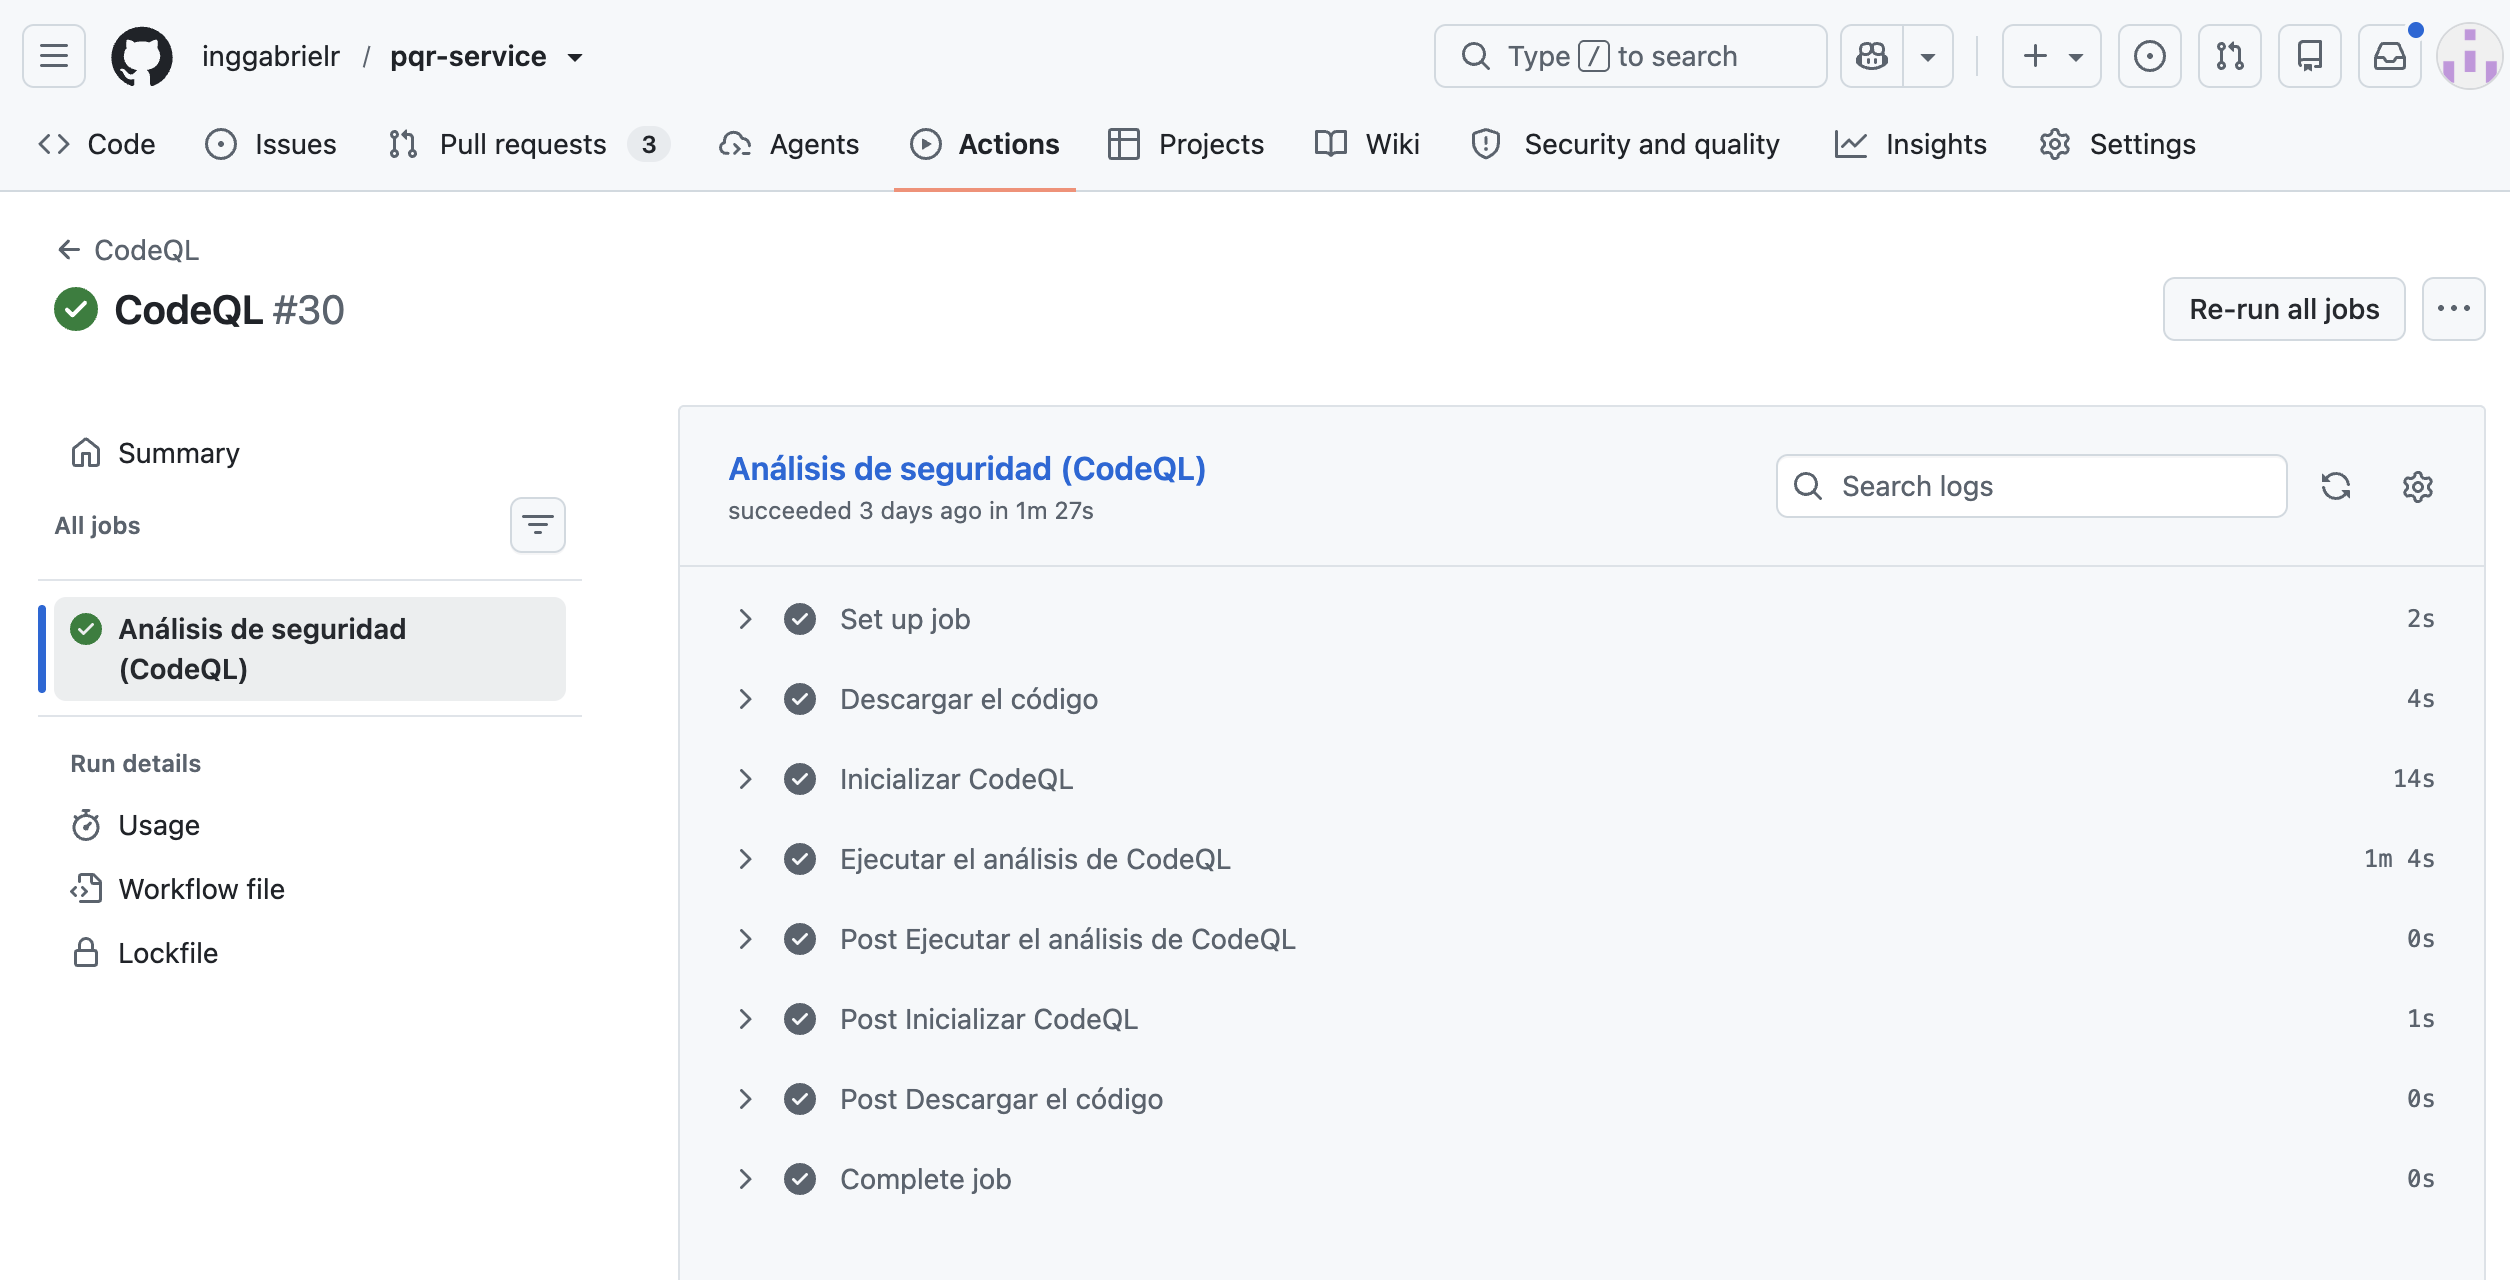 inggabrielr / pqr-service
Type / to search
Code
Issues
Pull requests 3
Agents
Actions
Projects
Wiki
Security and quality
Insights
Settings
CodeQL
CodeQL #30
Re-run all jobs
Summary
All jobs
Análisis de seguridad
(CodeQL)
Run details
Usage
Workflow file
Lockfile
Análisis de seguridad (CodeQL)
succeeded 3 days ago in 1m 27s
Search logs
Set up job 2s
Descargar el código 4s
Inicializar CodeQL 14s
Ejecutar el análisis de CodeQL 1m 4s
Post Ejecutar el análisis de CodeQL 0s
Post Inicializar CodeQL 1s
Post Descargar el código 0s
Complete job 0s